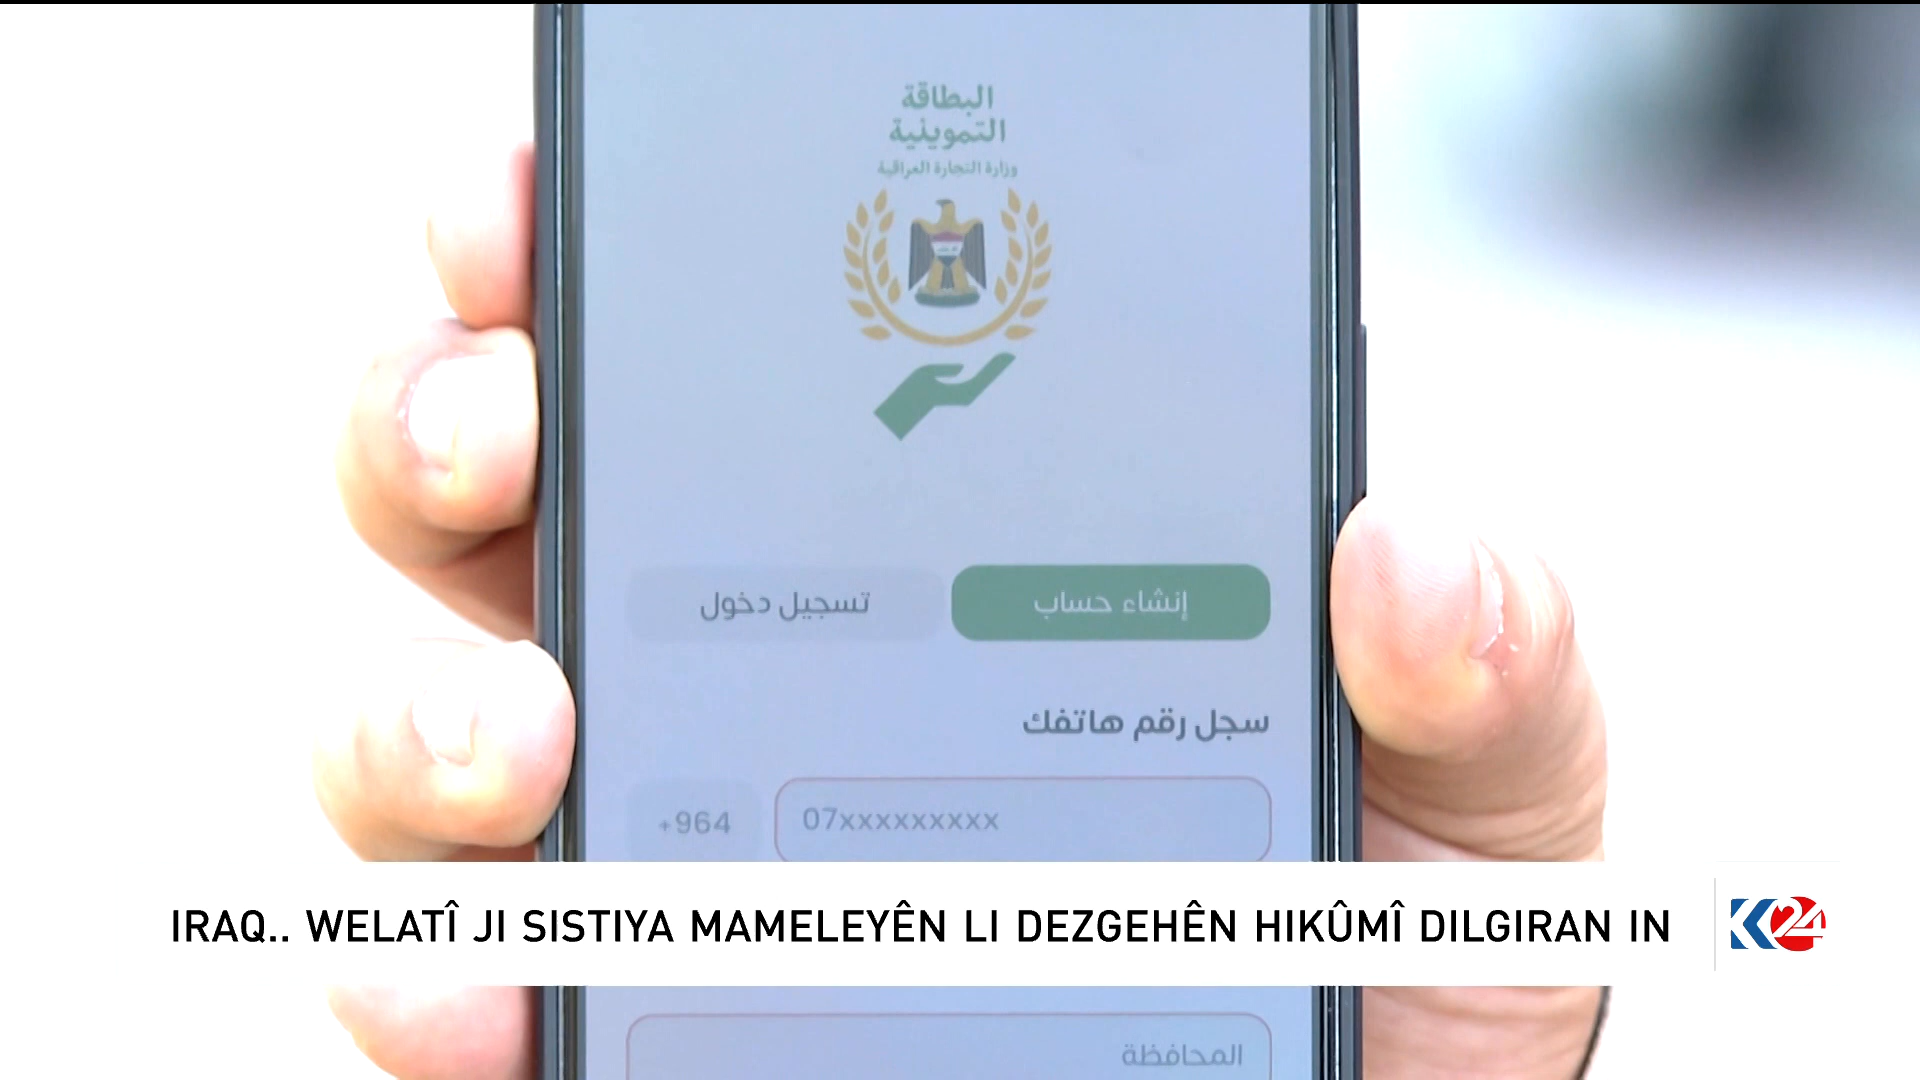 البطاقة
التموينية
وزارة التجارة العراقية
إنشاء حساب
تسجيل دخول
سجل رقم هاتفك
+964
07xxxxxxxxx
IRAQ.. WELATÎ JI SISTIYA MAMELEYÊN LI DEZGEHÊN HIKÛMÎ DILGIRAN IN
K24
المحافظة